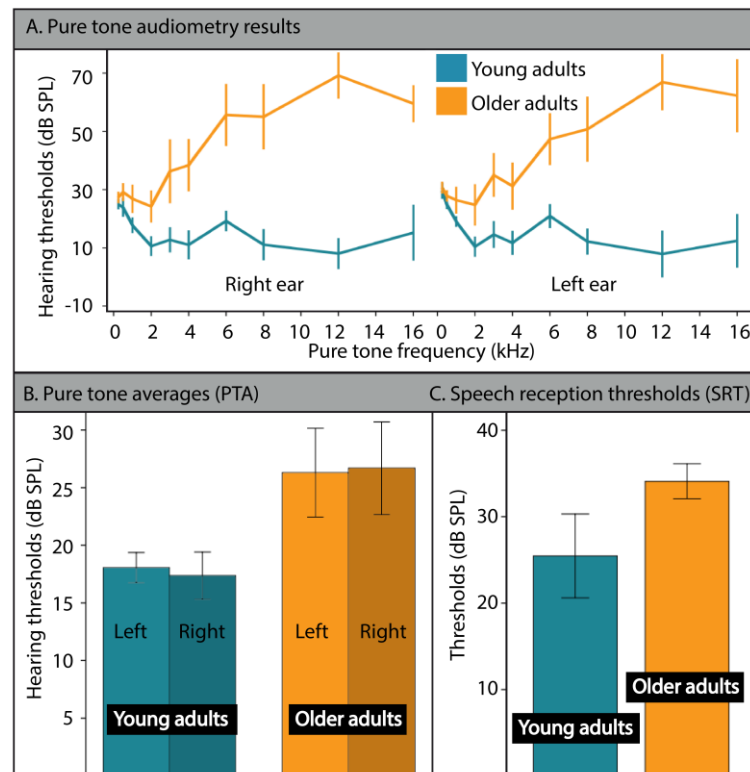 A. Pure tone audiometry results
Hearing thresholds (dB SPL)
70
50
30
10
-10
Young adults
Older adults
Right ear
Left ear
0 2 4 6 8 10 12 14 16 0 2 4 6 8 10 12 14 16
Pure tone frequency (kHz)
B. Pure tone averages (PTA)
Hearing thresholds (dB SPL)
30
25
20
15
10
5
Left Right Left Right
Young adults Older adults
C. Speech reception thresholds (SRT)
Thresholds (dB SPL)
40
30
20
10
Older adults
Young adults